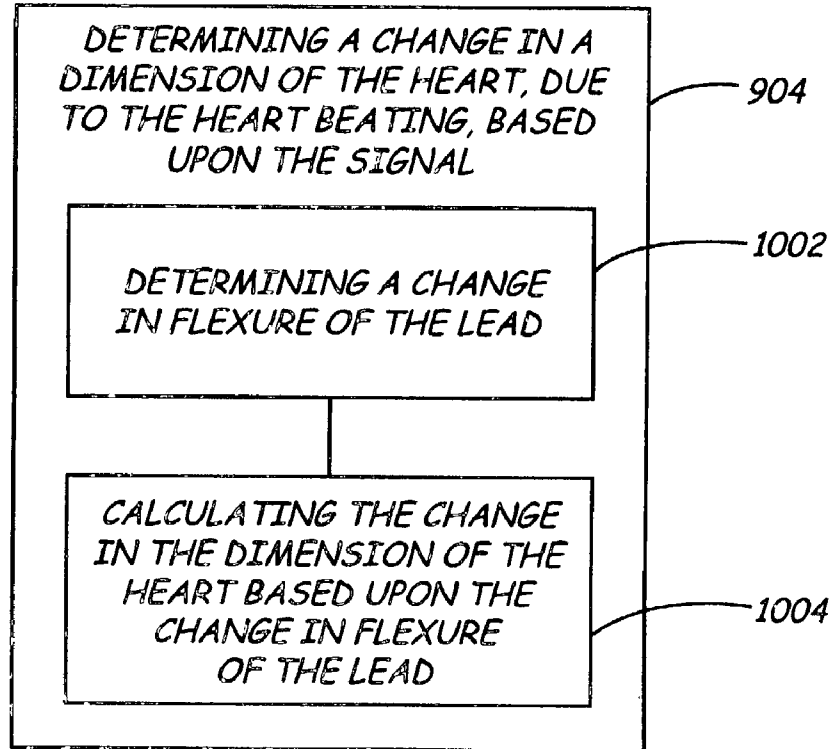 DETERMINING A CHANGE IN A
DIMENSION OF THE HEART, DUE
TO THE HEART BEATING, BASED
UPON THE SIGNAL
904
1002
DETERMINING A CHANGE
IN FLEXURE OF THE LEAD
CALCULATING THE CHANGE
IN THE DIMENSION OF THE
HEART BASED UPON THE
CHANGE IN FLEXURE
OF THE LEAD
1004